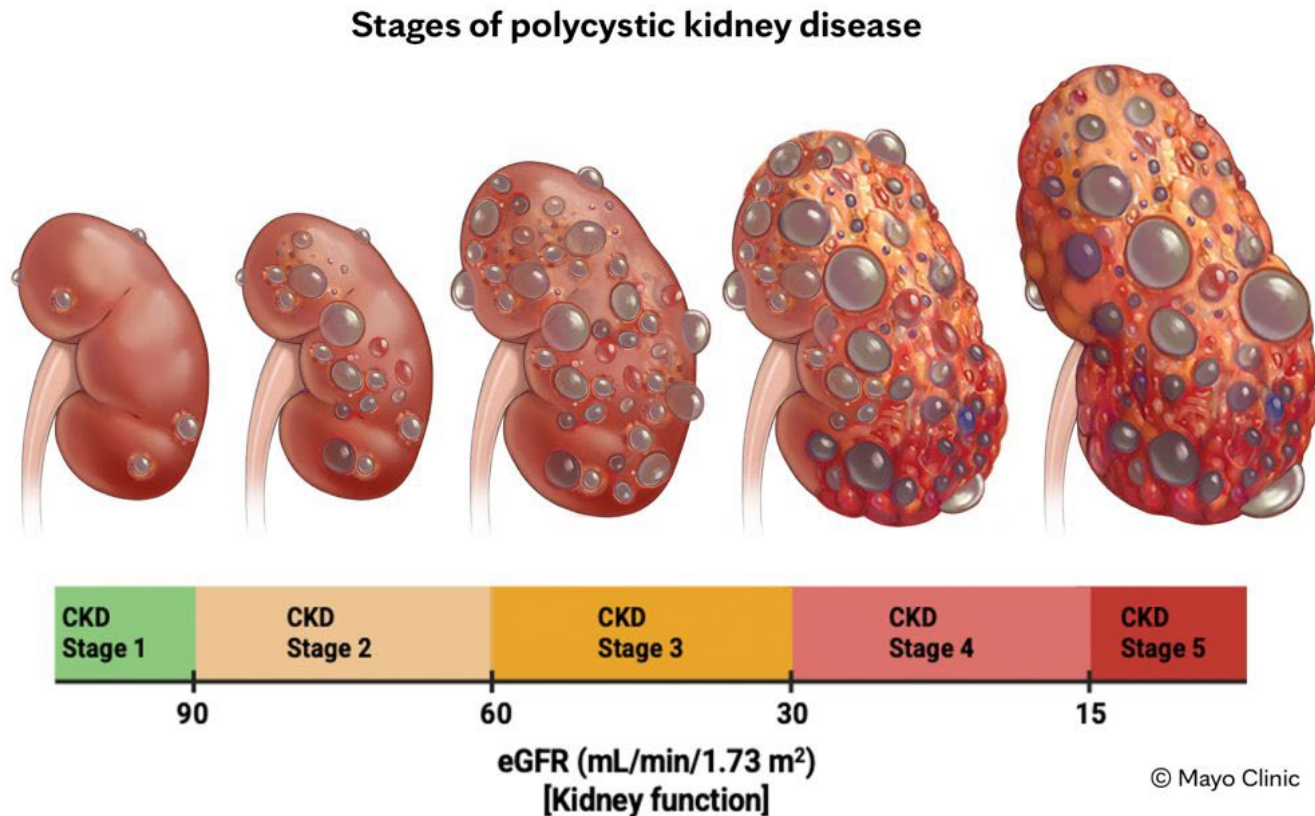 Stages of polycystic kidney disease
CKD
Stage 1
CKD
Stage 2
CKD
Stage 3
CKD
Stage 4
CKD
Stage 5
90
60
30
15
eGFR (mL/min/1.73 m²)
[Kidney function]
© Mayo Clinic